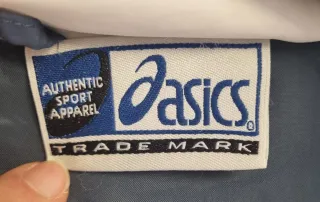 AUTHENTIC
SPORT
APPAREL
asics
TRADE MARK